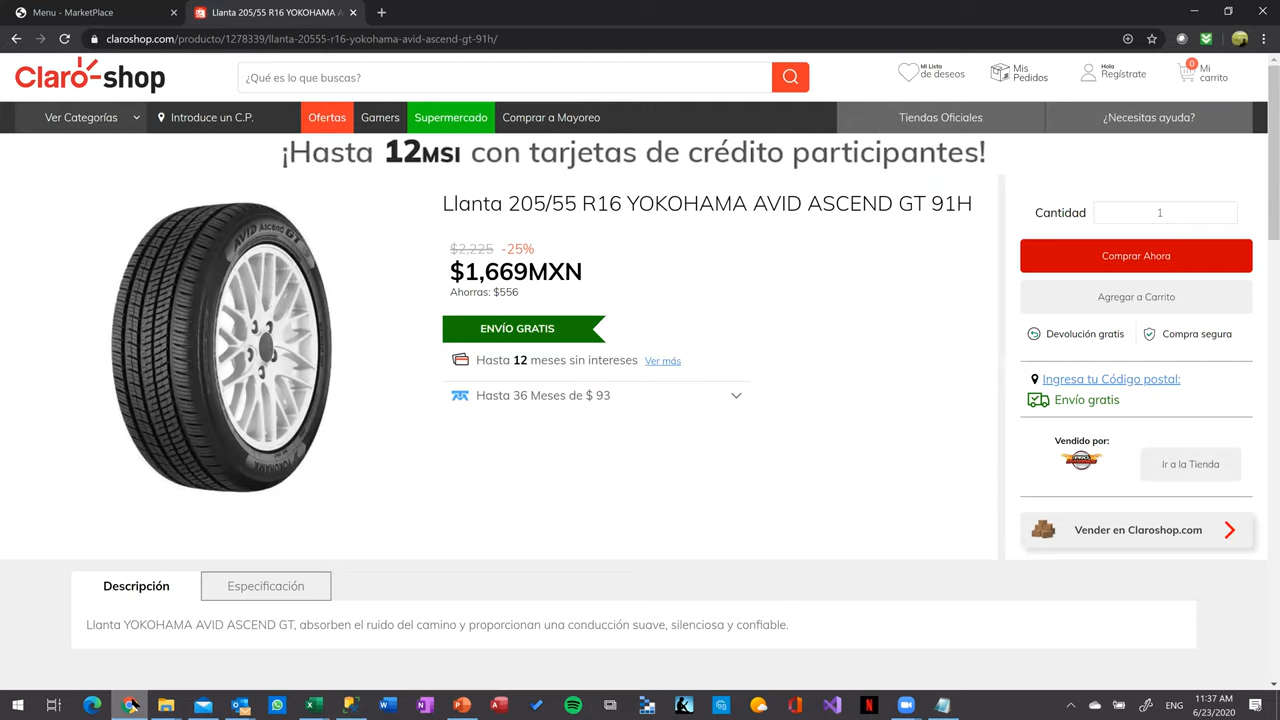 Menu - MarketPlace
Llanta 205/55 R16 YOKOHAMA AV
claroshop.com/producto/1278339/llanta-20555-r16-yokohama-avid-ascend-gt-91h/
Claro-shop
¿Qué es lo que buscas?
Mi Lista
de deseos
Mis
Pedidos
Hola
Regístrate
0
Mi
carrito
Ver Categorías
Introduce un C.P.
Ofertas
Gamers
Supermercado
Comprar a Mayoreo
Tiendas Oficiales
¿Necesitas ayuda?
¡Hasta 12MSI con tarjetas de crédito participantes!
AVID Ascend GT
YOKOHAMA
Llanta 205/55 R16 YOKOHAMA AVID ASCEND GT 91H
$2,225 -25%
$1,669MXN
Ahorras: $556
ENVÍO GRATIS
Hasta 12 meses sin intereses Ver más
Hasta 36 Meses de $ 93
Cantidad 1
Comprar Ahora
Agregar a Carrito
Devolución gratis
Compra segura
Ingresa tu Código postal:
Envío gratis
Vendido por:
Ir a la Tienda
Vender en Claroshop.com
Descripción
Especificación
Llanta YOKOHAMA AVID ASCEND GT, absorben el ruido del camino y proporcionan una conducción suave, silenciosa y confiable.
ENG
11:37 AM
6/23/2020